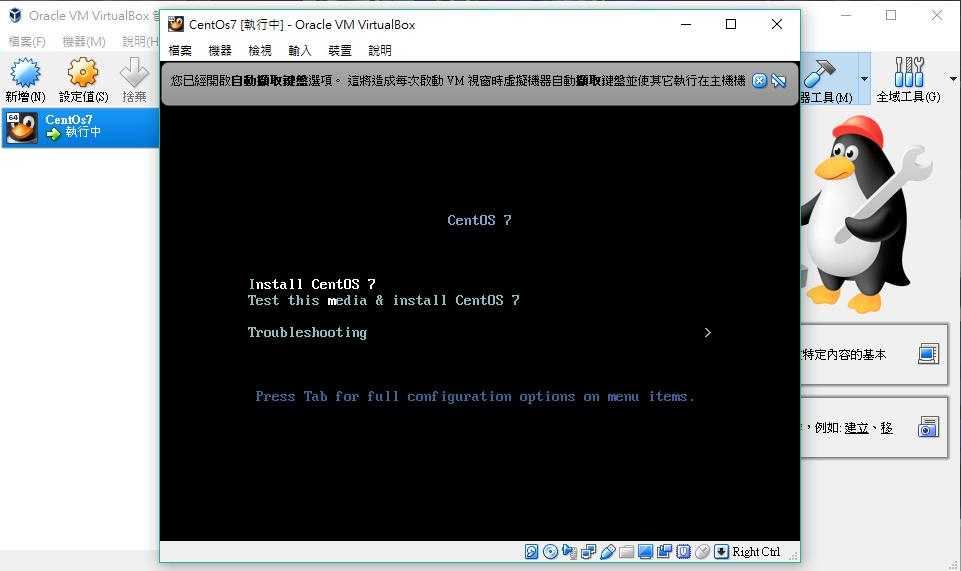 Oracle VM VirtualBox 管
檔案(F) 機器(M) 說明(H
新增(N) 設定值(S) 捨棄
64 CentOs7
執行中
CentOs7 [執行中] - Oracle VM VirtualBox
檔案 機器 檢視 輸入 裝置 說明
您已經開啟自動擷取鍵盤選項。 這將造成每次啟動 VM 視窗時虛擬機器自動擷取鍵盤並使其它執行在主機機
CentOS 7
Install CentOS 7
Test this media & install CentOS 7
Troubleshooting >
Press Tab for full configuration options on menu items.
Right Ctrl
器工具(M) 全域工具(G)
特定內容的基本
，例如: 建立、移